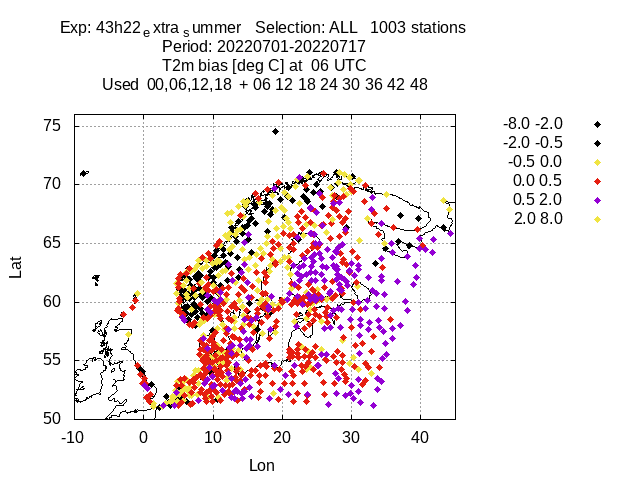 Exp: 43h22extrasummer Selection: ALL 1003 stations
Period: 20220701-20220717
T2m bias [deg C] at 06 UTC
Used 00,06,12,18 + 06 12 18 24 30 36 42 48
-8.0 -2.0
-2.0 -0.5
-0.5 0.0
0.0 0.5
0.5 2.0
2.0 8.0
75
70
65
60
55
50
Lat
-10 0 10 20 30 40
Lon